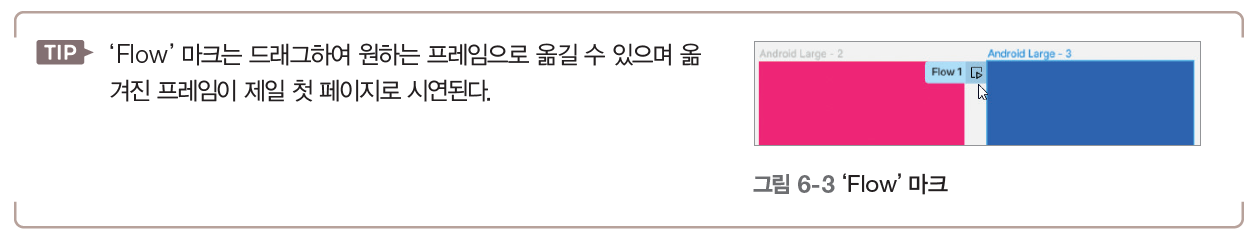 TIP
‘Flow’ 마크는 드래그하여 원하는 프레임으로 옮길 수 있으며 옮
겨진 프레임이 제일 첫 페이지로 시연된다.
Android Large - 2
Android Large - 3
Flow 1
그림 6-3 ‘Flow’ 마크